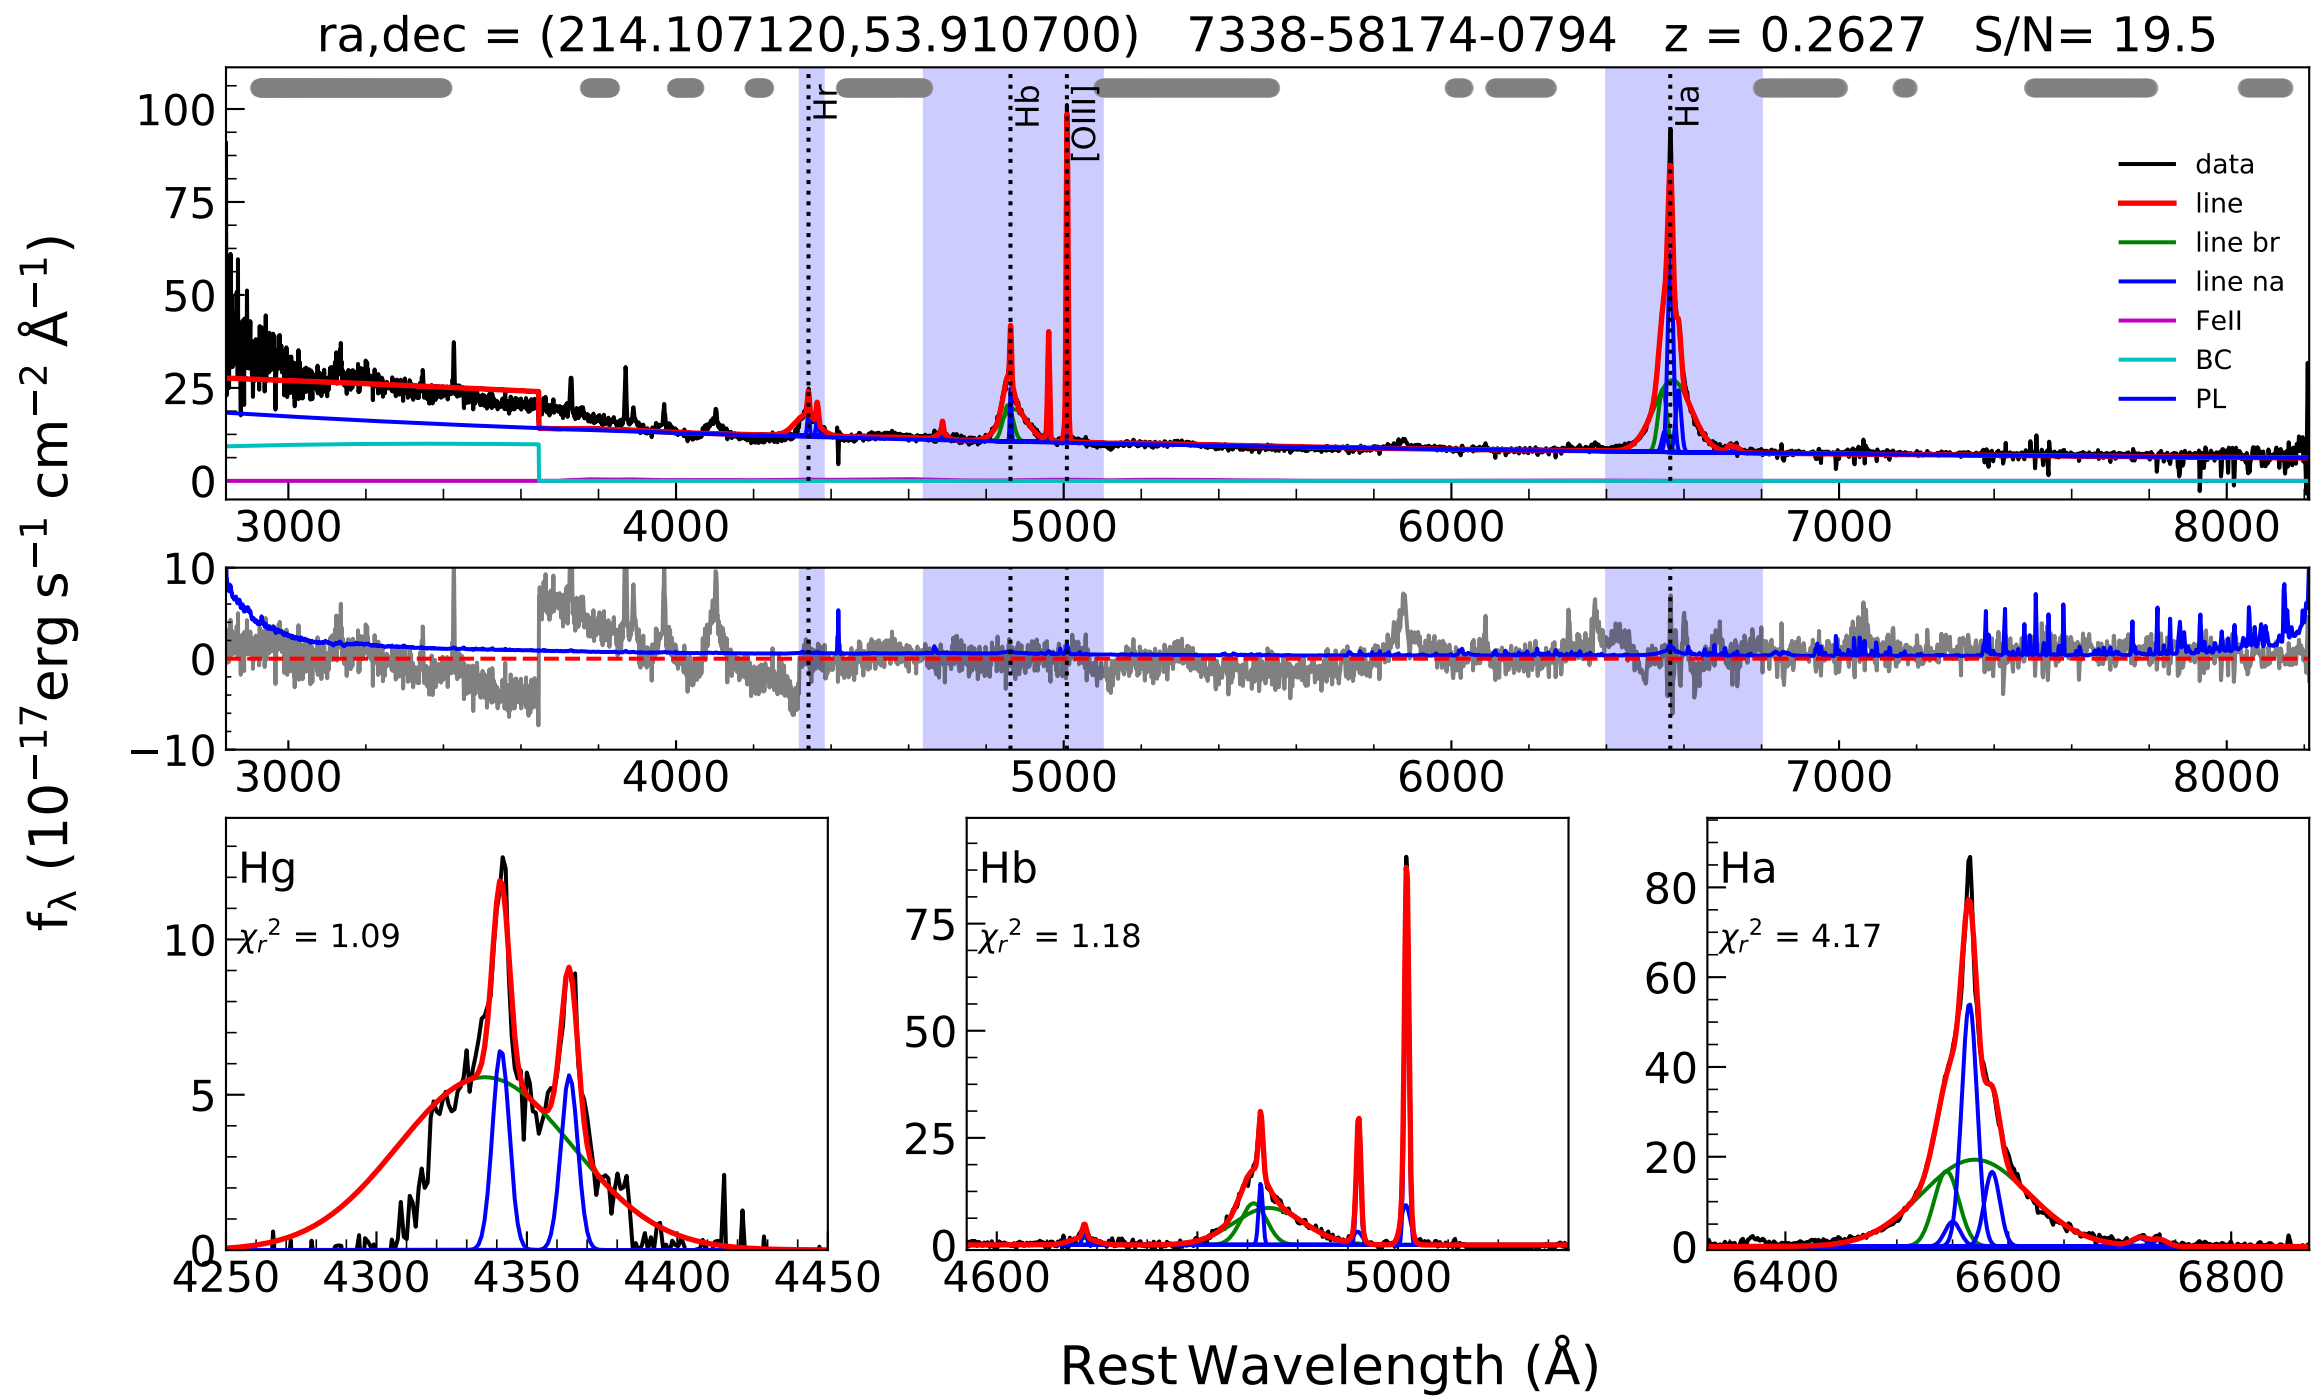 ra,dec = (214.107120,53.910700) 7338-58174-0794 z = 0.2627 S/N= 19.5
f_λ (10^−17 erg s^−1 cm^−2 Å^−1)
100
75
50
25
0
Hr
Hb
[OIII]
Ha
data
line
line br
line na
FeII
BC
PL
3000 4000 5000 6000 7000 8000
10
0
−10
3000 4000 5000 6000 7000 8000
Hg
χ_r^2 = 1.09
10
5
0
4250 4300 4350 4400 4450
Hb
χ_r^2 = 1.18
75
50
25
0
4600 4800 5000
Ha
χ_r^2 = 4.17
80
60
40
20
0
6400 6600 6800
Rest Wavelength (Å)